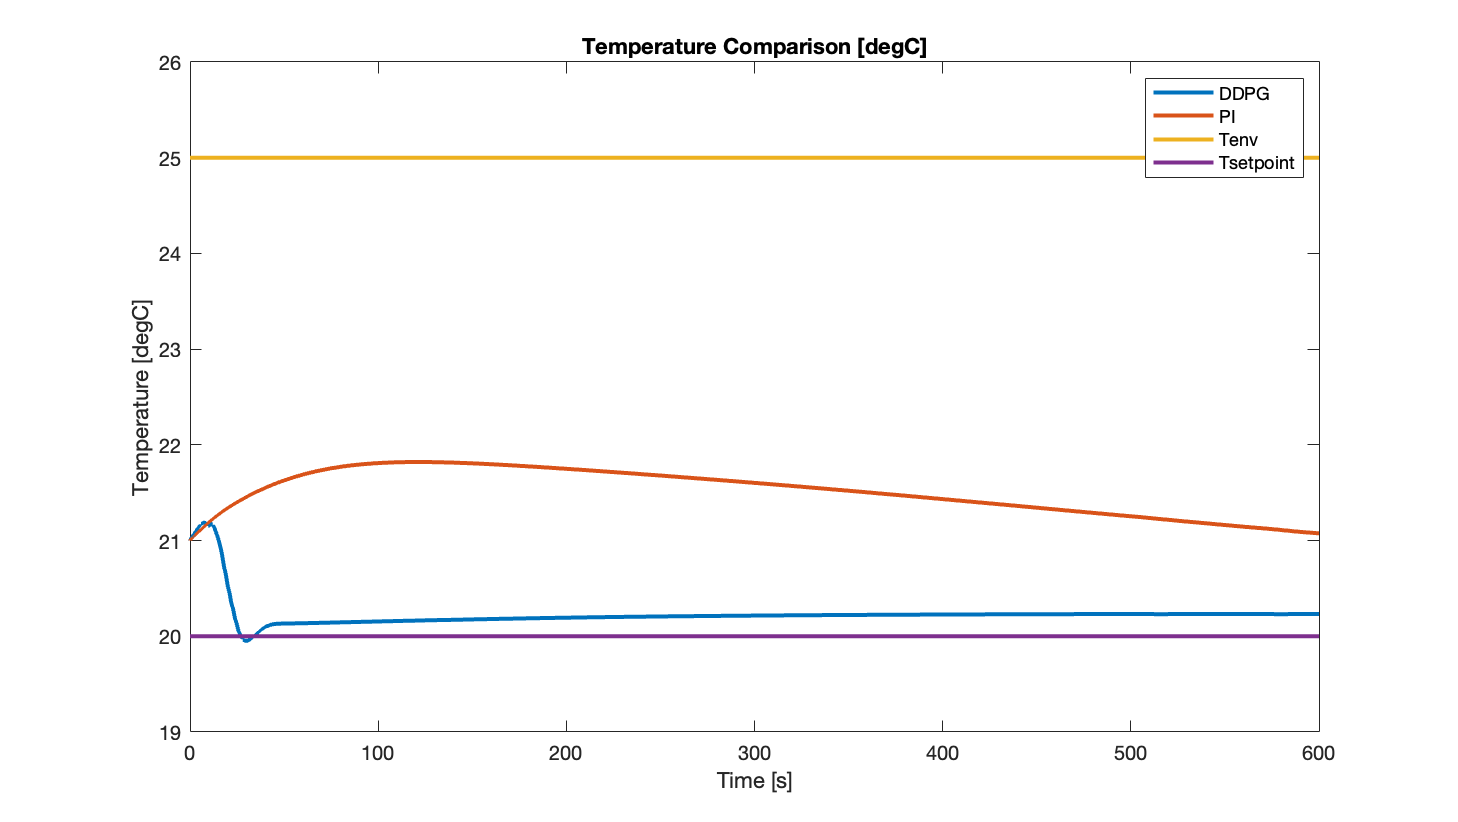 Temperature Comparison [degC]
26
25
24
23
22
21
20
19
Temperature [degC]
DDPG
PI
Tenv
Tsetpoint
0
100
200
300
400
500
600
Time [s]